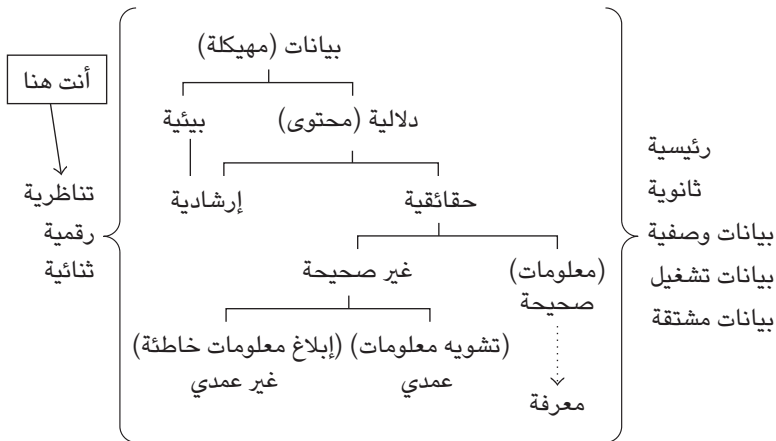 بيانات (مهيكلة)
أنت هنا
بيئية
دلالية (محتوى)
رئيسية
ثانوية
بيانات وصفية
بيانات تشغيل
بيانات مشتقة
تناظرية
رقمية
ثنائية
إرشادية
حقائقية
غير صحيحة
(معلومات)
صحيحة
(تشويه معلومات)
عمدي
(إبلاغ معلومات خاطئة)
غير عمدي
معرفة